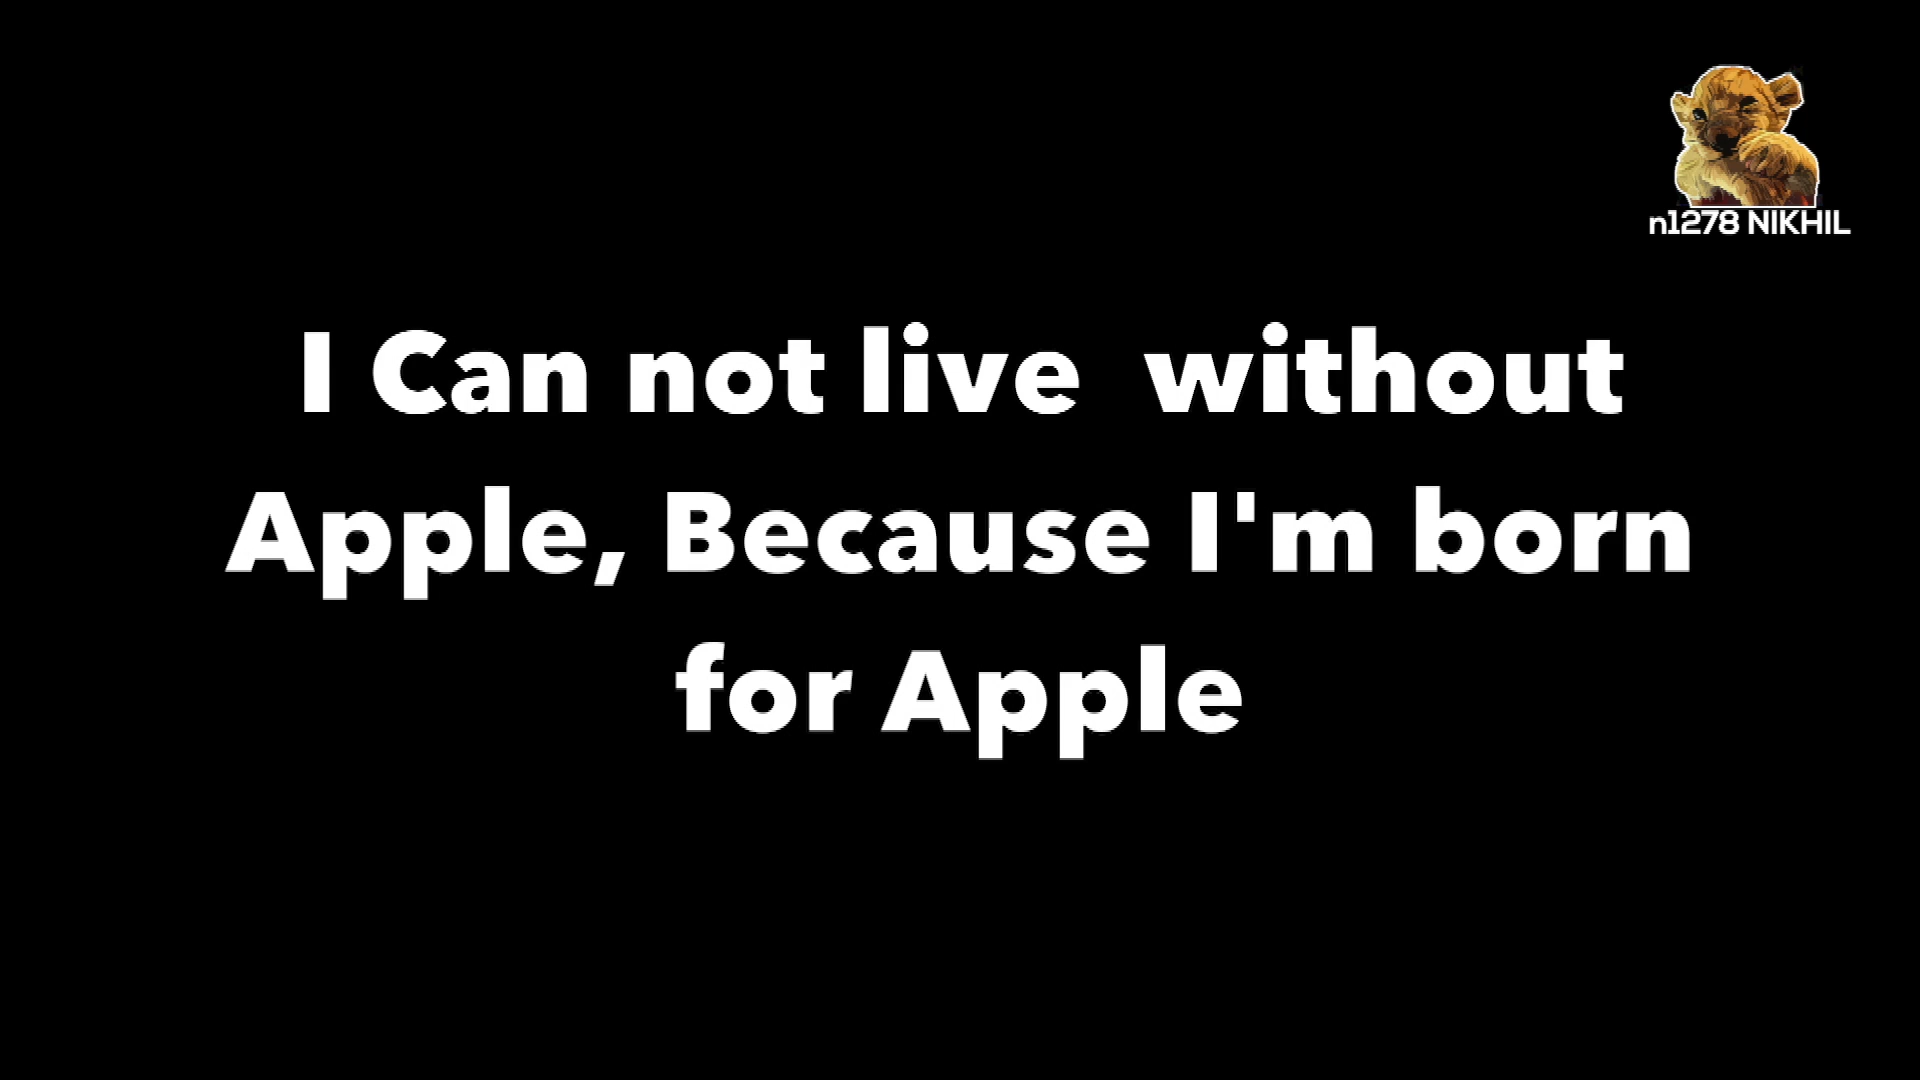 n1278 NIKHIL
I Can not live  without
Apple, Because I'm born
for Apple